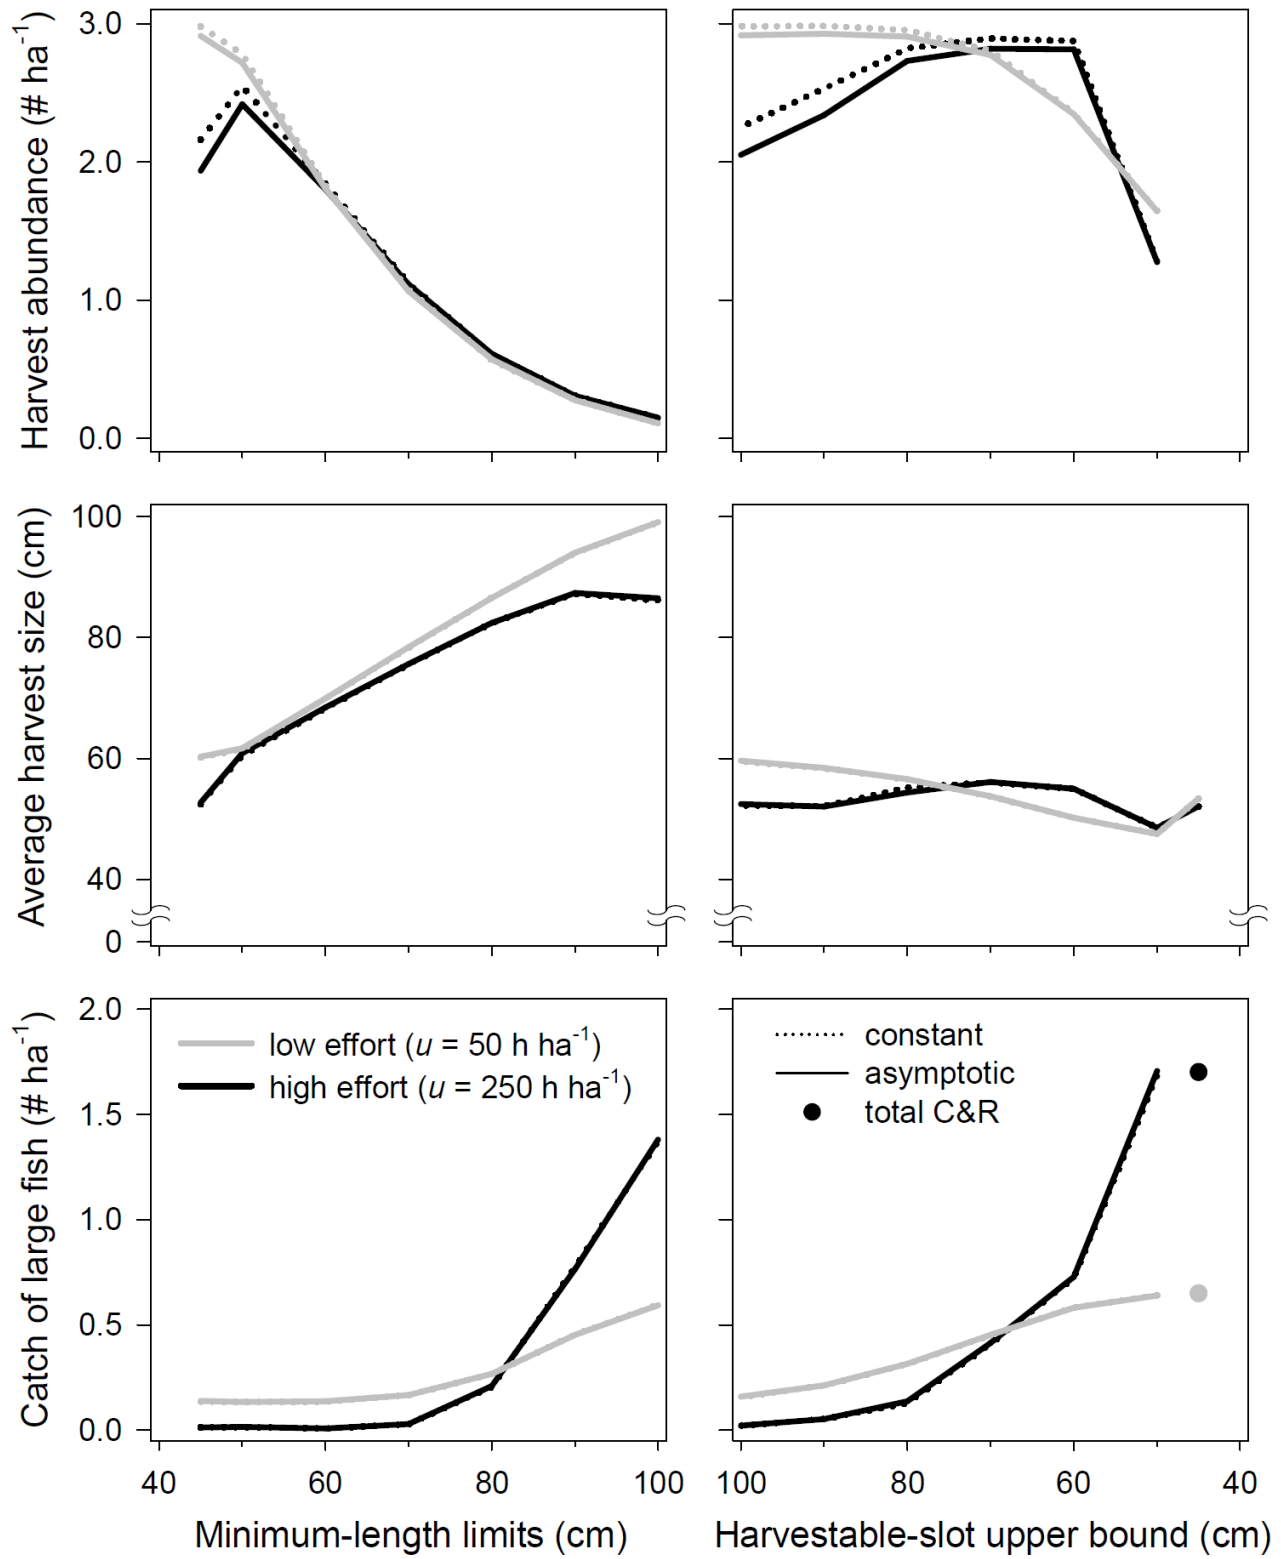 Harvest abundance (# ha⁻¹)
3.0
2.0
1.0
0.0
Average harvest size (cm)
100
80
60
40
0
Catch of large fish (# ha⁻¹)
2.0
1.5
1.0
0.5
0.0
low effort (u = 50 h ha⁻¹)
high effort (u = 250 h ha⁻¹)
constant
asymptotic
total C&R
40 60 80 100
100 80 60 40
Minimum-length limits (cm)
Harvestable-slot upper bound (cm)